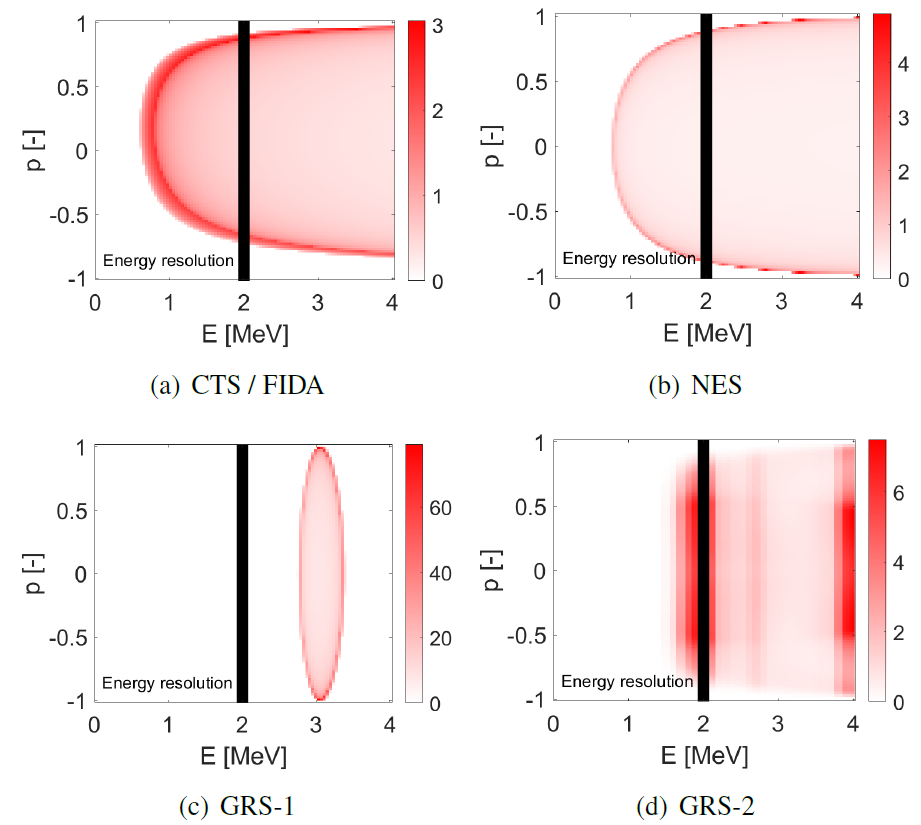 1
0.5
0
-0.5
-1
p [-]
Energy resolution
0 1 2 3 4
E [MeV]
3
2
1
0
(a) CTS / FIDA
1
0.5
0
-0.5
-1
p [-]
Energy resolution
0 1 2 3 4
E [MeV]
4
3
2
1
0
(b) NES
1
0.5
0
-0.5
-1
p [-]
Energy resolution
0 1 2 3 4
E [MeV]
60
40
20
0
(c) GRS-1
1
0.5
0
-0.5
-1
p [-]
Energy resolution
0 1 2 3 4
E [MeV]
6
4
2
0
(d) GRS-2